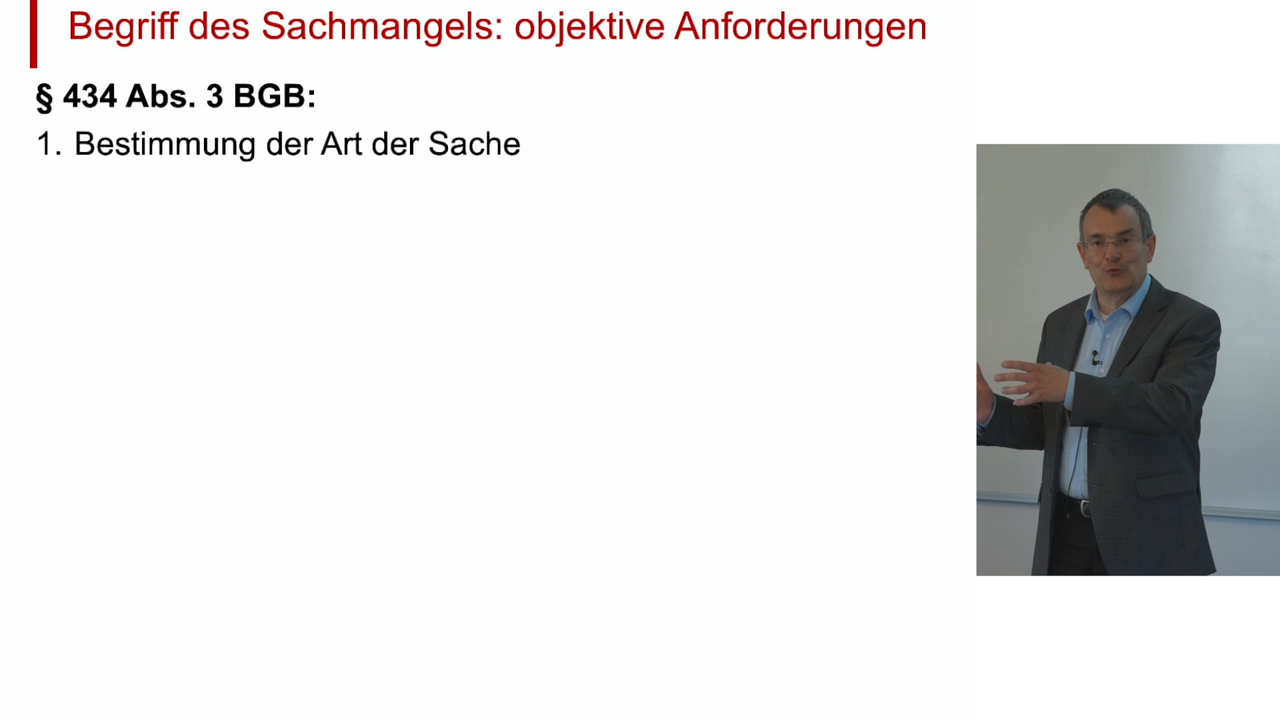 Begriff des Sachmangels: objektive Anforderungen
§ 434 Abs. 3 BGB:
1. Bestimmung der Art der Sache